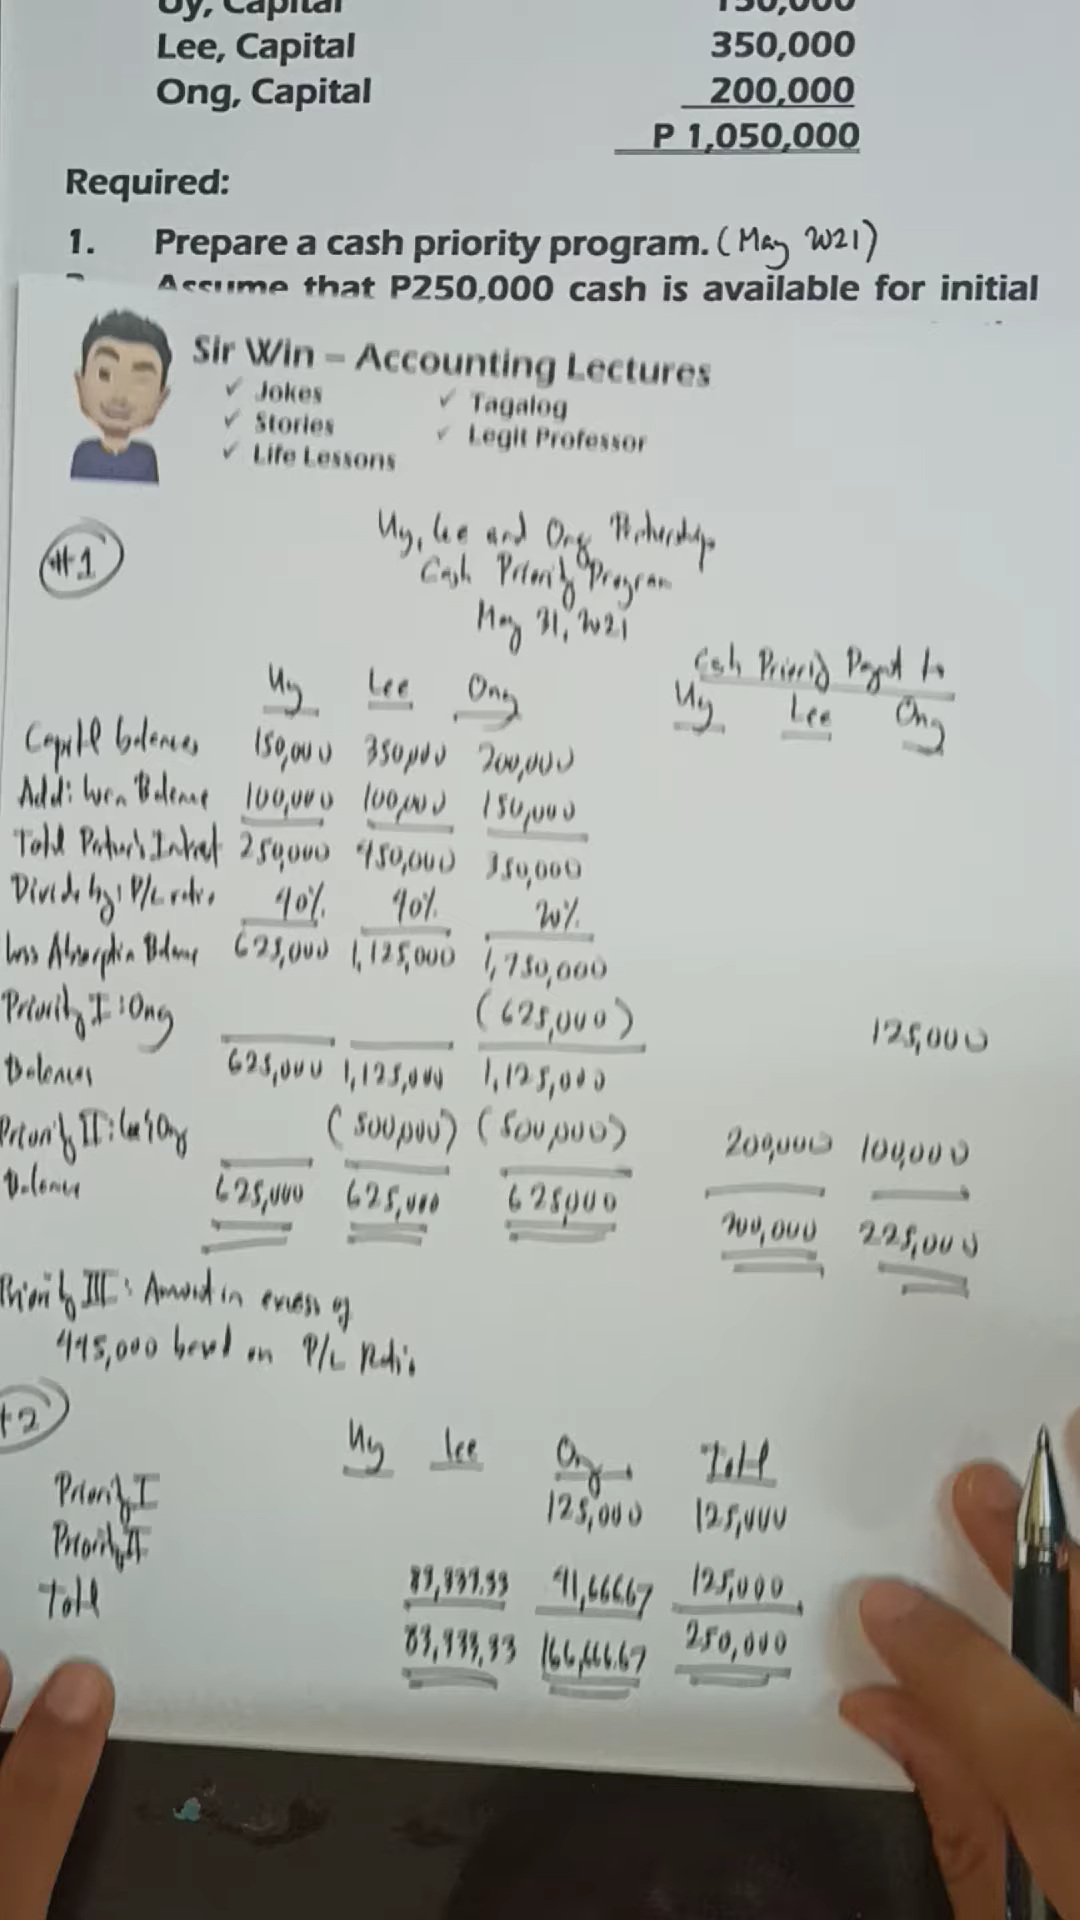 Uy, Capital 150,000
Lee, Capital 350,000
Ong, Capital 200,000
P 1,050,000
Required:
1. Prepare a cash priority program. (May 2021)
Assume that P250,000 cash is available for initial
Sir Win – Accounting Lectures
✓ Jokes ✓ Tagalog
✓ Stories ✓ Legit Professor
✓ Life Lessons
#1
Uy, Lee and Ong Partnership
Cash Priority Program
May 31, 2021
Cash Priority Payment to
Uy Lee Ong Uy Lee Ong
Capital balances 150,000 350,000 200,000
Add: Loan Balance 100,000 100,000 150,000
Total Partner's Interest 250,000 450,000 350,000
Divide by: P/L ratio 40% 40% 20%
Loss Absorption Balance 625,000 1,125,000 1,750,000
Priority I: Ong (625,000) 125,000
Balances 625,000 1,125,000 1,125,000
Priority II: Lee & Ong (500,000) (500,000) 200,000 100,000
Balance 625,000 625,000 625,000 200,000 225,000
Priority III: Amount in excess of
445,000 based on P/L Ratio
#2
Uy Lee Ong Total
Priority I 125,000 125,000
Priority II 83,333.33 41,666.67 125,000
Total 83,333.33 166,666.67 250,000